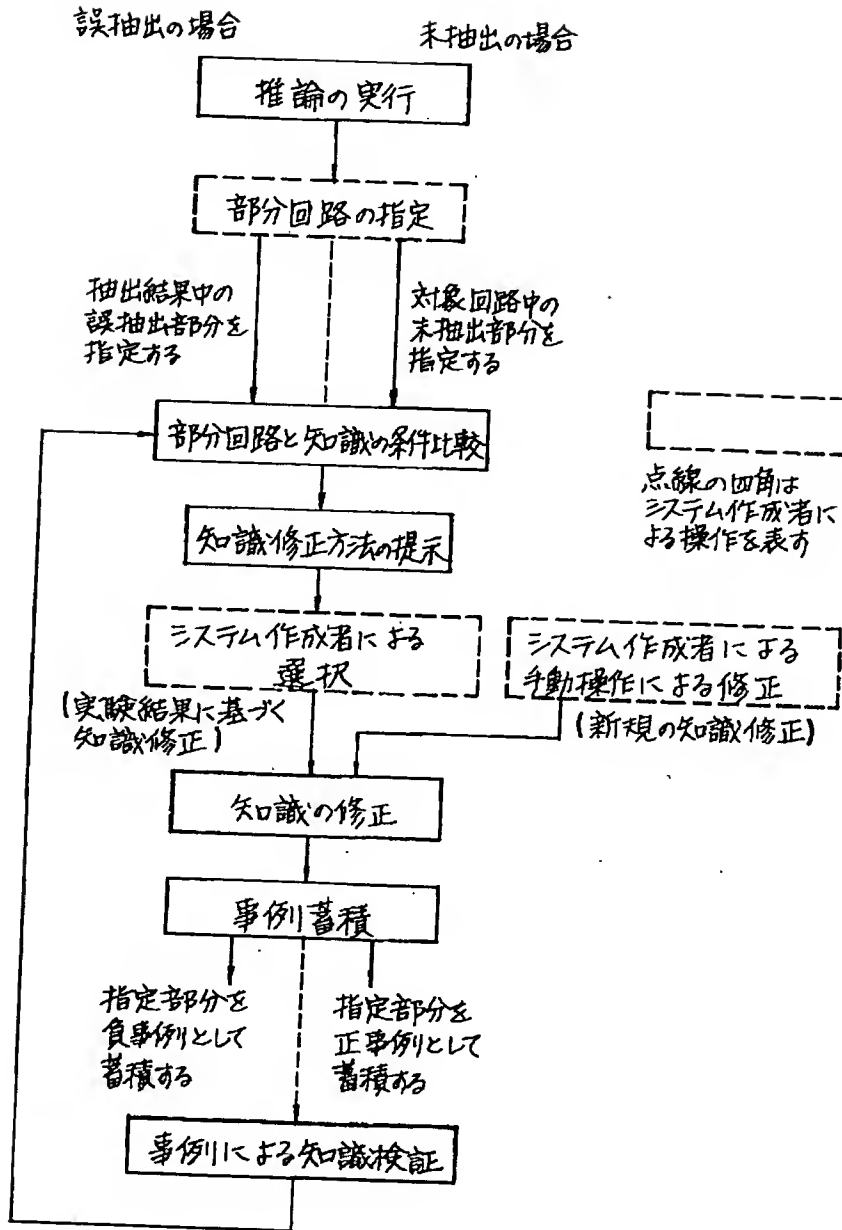 誤抽出の場合
未抽出の場合
推論の実行
部分回路の指定
抽出結果中の
誤抽出部分を
指定する
対象回路中の
未抽出部分を
指定する
部分回路と知識の条件比較
点線の四角は
システム作成者に
よる操作を表す
知識修正方法の提示
システム作成者による
選択
システム作成者による
手動操作による修正
(実験結果に基づく
知識修正)
(新規の知識修正)
知識の修正
事例蓄積
指定部分を
負事例として
蓄積する
指定部分を
正事例として
蓄積する
事例による知識検証